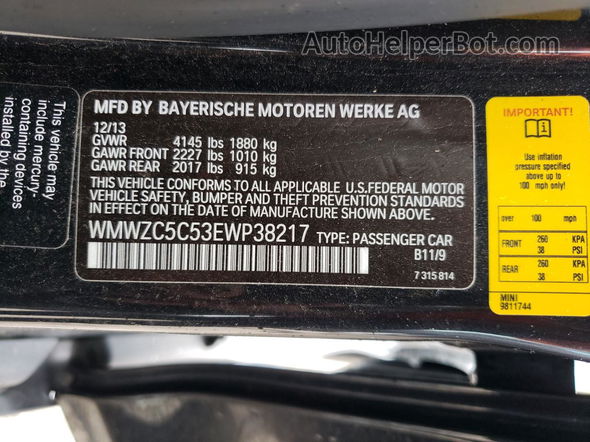 AutoHelperBot.com
This vehicle may
include mercury-
containing devices
installed by the
MFD BY BAYERISCHE MOTOREN WERKE AG
12/13
GVWR 4145 lbs 1880 kg
GAWR FRONT 2227 lbs 1010 kg
GAWR REAR 2017 lbs 915 kg
THIS VEHICLE CONFORMS TO ALL APPLICABLE U.S.FEDERAL MOTOR
VEHICLE SAFETY, BUMPER AND THEFT PREVENTION STANDARDS
IN EFFECT ON THE DATE OF MANUFACTURE SHOWN ABOVE.
WMWZC5C53EWP38217 TYPE: PASSENGER CAR
B11/9
7 315 814
IMPORTANT!
Use inflation
pressure specified
above up to
100 mph only!
over 100 mph
FRONT 260 KPA
38 PSI
REAR 260 KPA
38 PSI
MINI
9811744